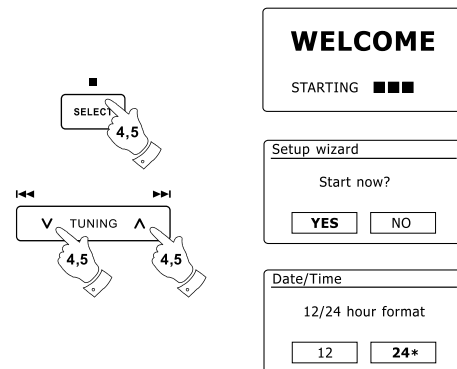 SELECT
4,5
TUNING
4,5
4,5
WELCOME
STARTING
Setup wizard
Start now?
YES NO
Date/Time
12/24 hour format
12 24*